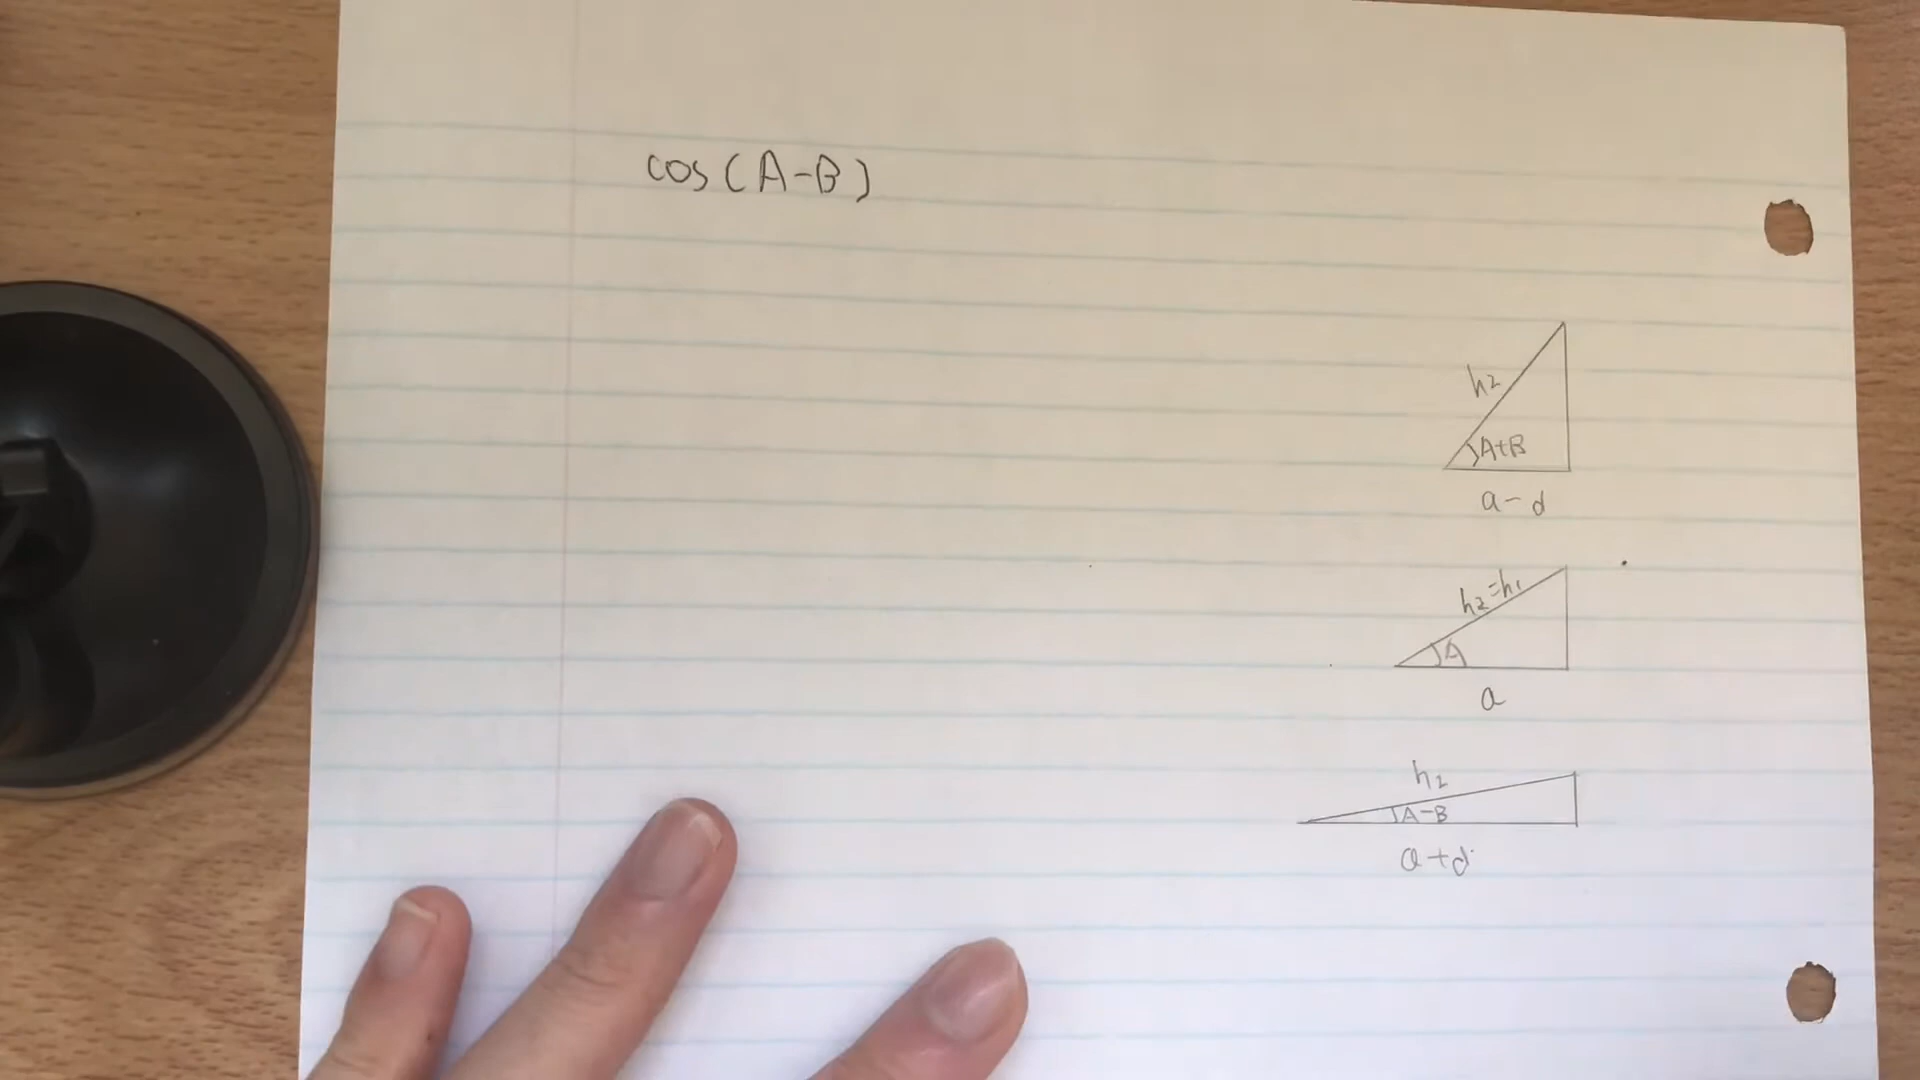 cos(A-B)
h₂
A+B
a-d
h₂=h₁
A
a
h₂
A-B
a+d